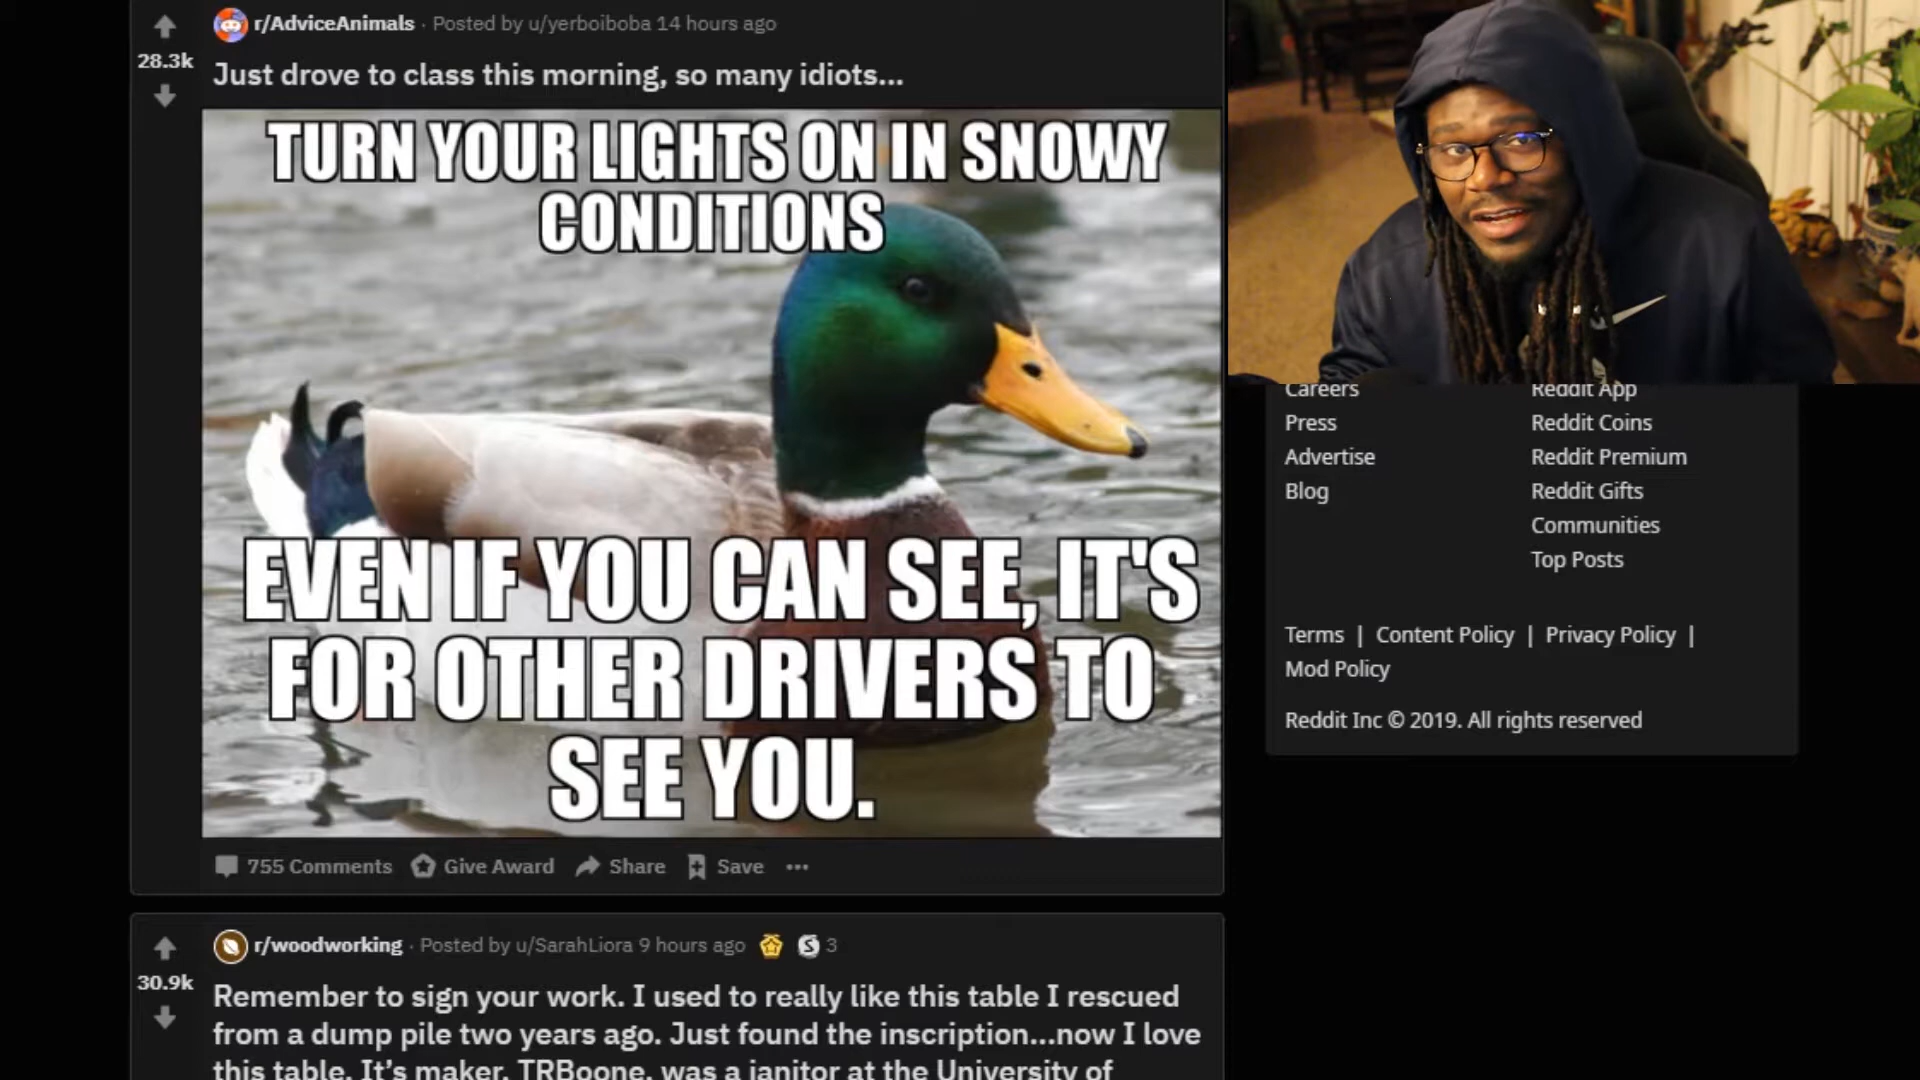 r/AdviceAnimals · Posted by u/yerboiboba 14 hours ago
28.3k
Just drove to class this morning, so many idiots...
TURN YOUR LIGHTS ON IN SNOWY
CONDITIONS
EVEN IF YOU CAN SEE, IT'S
FOR OTHER DRIVERS TO
SEE YOU.
755 Comments Give Award Share Save ...
r/woodworking · Posted by u/SarahLiora 9 hours ago 3
30.9k
Remember to sign your work. I used to really like this table I rescued
from a dump pile two years ago. Just found the inscription...now I love
this table. It's maker, TRBoone, was a janitor at the University of
Careers
Press
Advertise
Blog
Reddit App
Reddit Coins
Reddit Premium
Reddit Gifts
Communities
Top Posts
Terms | Content Policy | Privacy Policy |
Mod Policy
Reddit Inc © 2019. All rights reserved